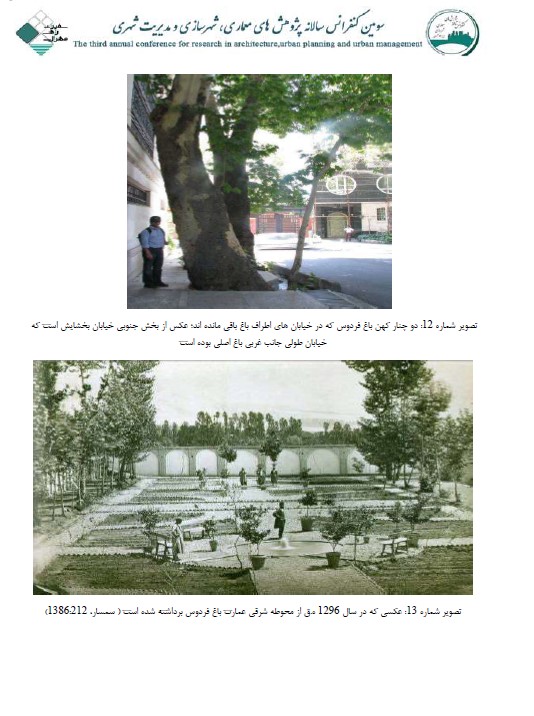 سومین کنفرانس سالانه پژوهش های معماری، شهرسازی و مدیریت شهری
The third annual conference for research in architecture,urban planning and urban management
تصویر شماره 12: دو چنار کهن باغ فردوس که در خیابان های اطراف باغ باقی مانده اند؛ عکس از بخش جنوبی خیابان بخشایش است که
خیابان طولی جانب غربی باغ اصلی بوده است
تصویر شماره 13: عکسی که در سال 1296 ه.ق از محوطه شرقی عمارت باغ فردوس برداشته شده است ( سمسار، 1386:212)